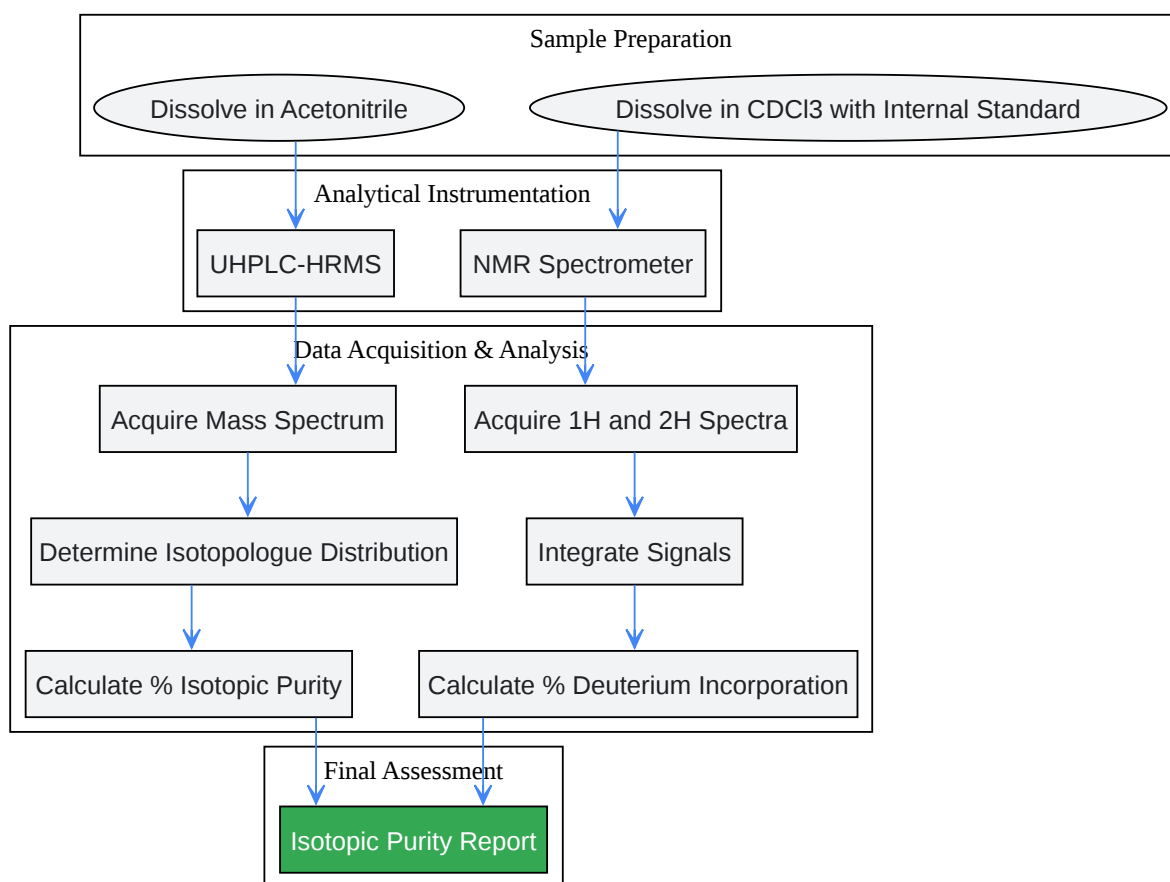 Sample Preparation
Dissolve in Acetonitrile
Dissolve in CDCl3 with Internal Standard
Analytical Instrumentation
UHPLC-HRMS
NMR Spectrometer
Data Acquisition & Analysis
Acquire Mass Spectrum
Acquire 1H and 2H Spectra
Determine Isotopologue Distribution
Integrate Signals
Calculate % Isotopic Purity
Calculate % Deuterium Incorporation
Final Assessment
Isotopic Purity Report